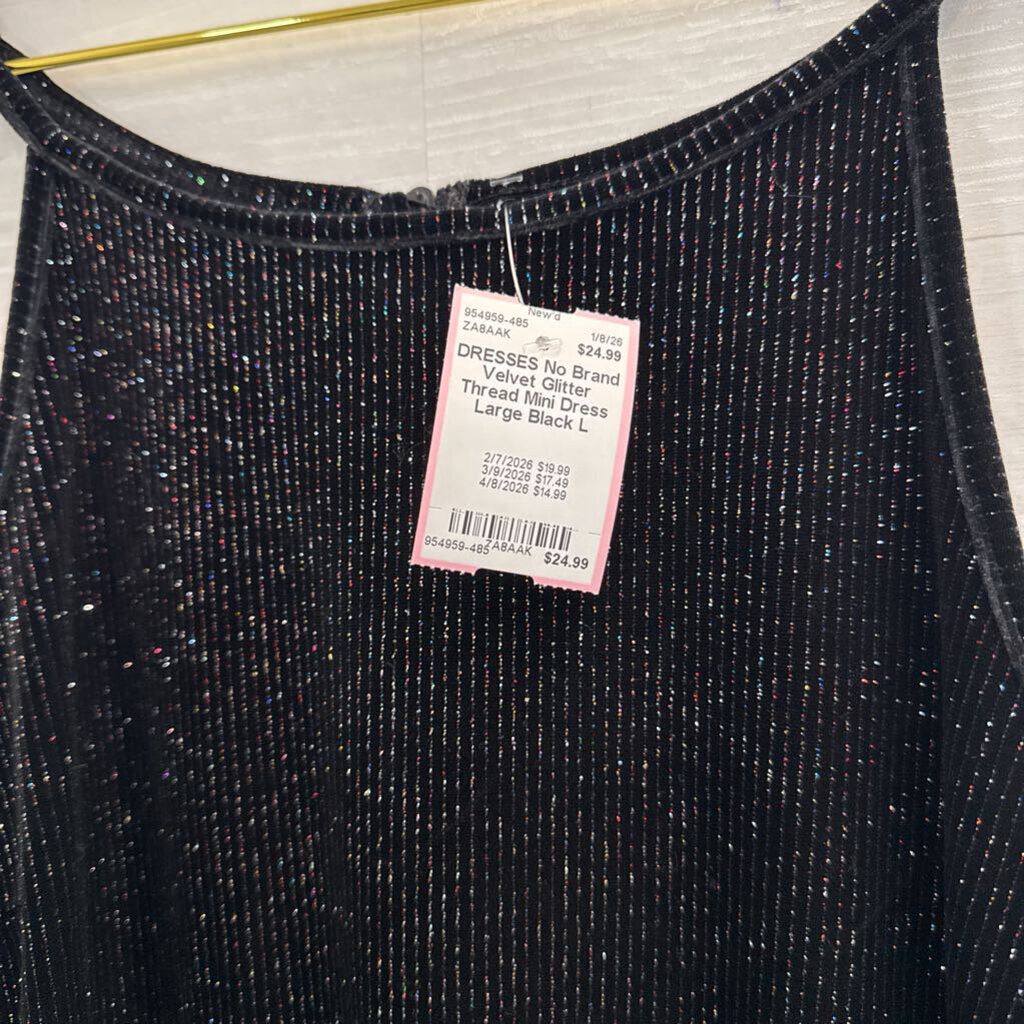 New'd
954959-485
1/8/26
ZA8AAK
$24.99
DRESSES No Brand
Velvet Glitter
Thread Mini Dress
Large Black L
2/7/2026 $19.99
3/9/2026 $17.49
4/8/2026 $14.99
954959-485 ZA8AAK $24.99